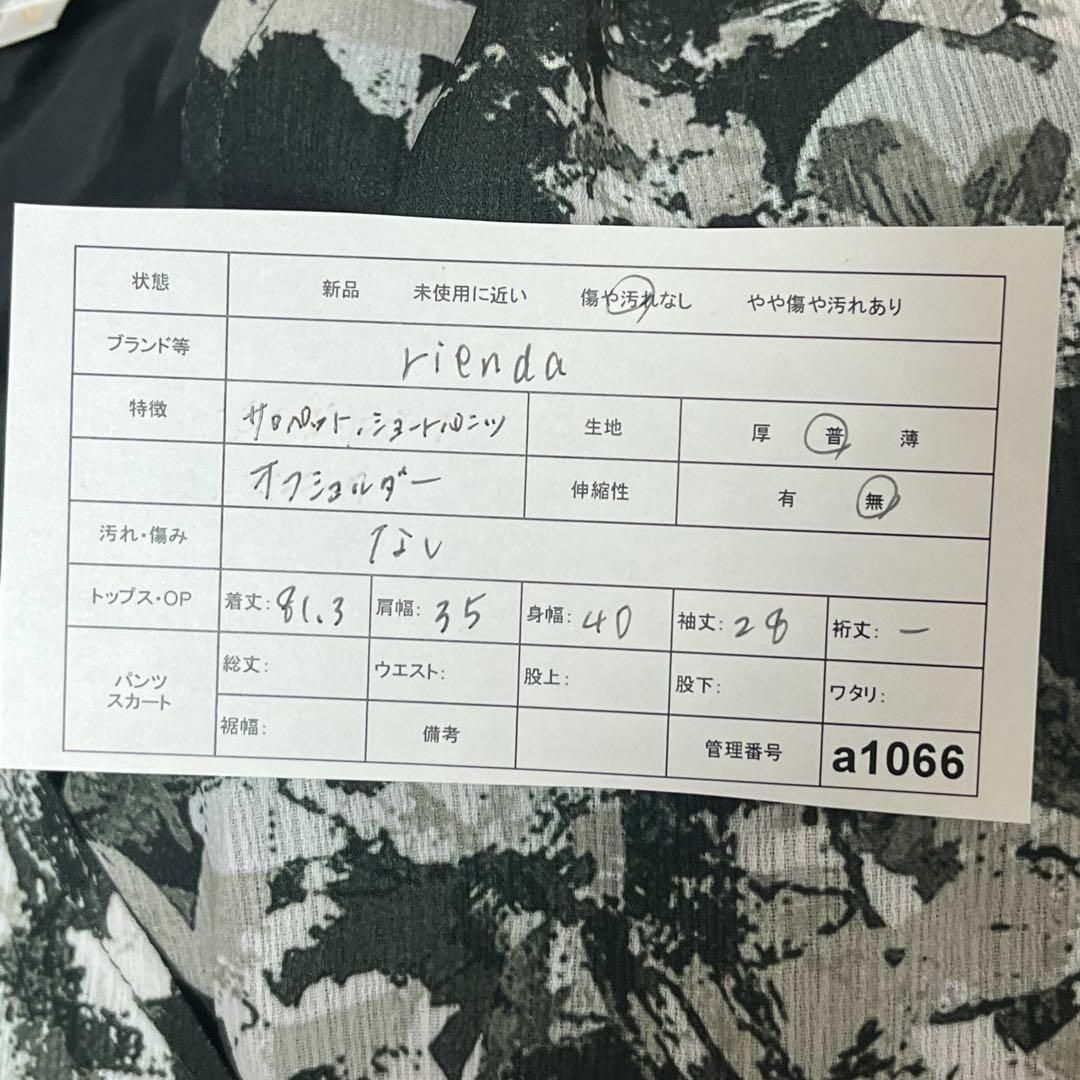 状態 新品 未使用に近い 傷や汚れなし やや傷や汚れあり
ブランド等 rienda
特徴 サロペット、ショートパンツ 生地 厚 普 薄
オフショルダー 伸縮性 有 無
汚れ・傷み なし
トップス・OP 着丈:81.3 肩幅:35 身幅:40 袖丈:28 裄丈:ー
パンツ スカート 総丈: ウエスト: 股上: 股下: ワタリ:
裾幅: 備考 管理番号 a1066